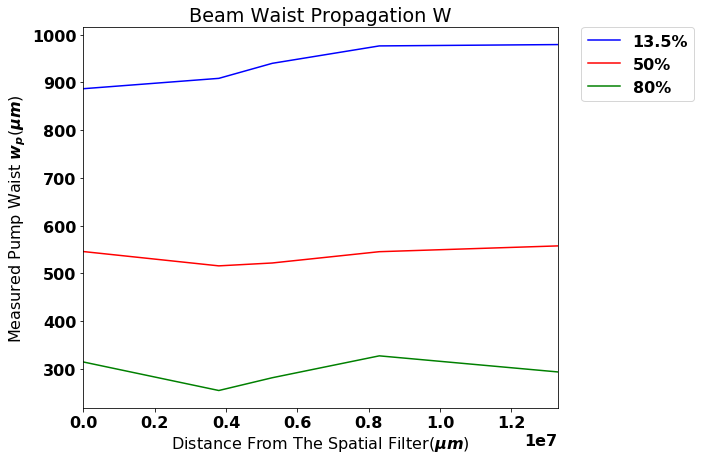 Beam Waist Propagation W
13.5%
50%
80%
1000
900
800
700
600
500
400
300
Measured Pump Waist w_p(μm)
0.0 0.2 0.4 0.6 0.8 1.0 1.2
1e7
Distance From The Spatial Filter(μm)